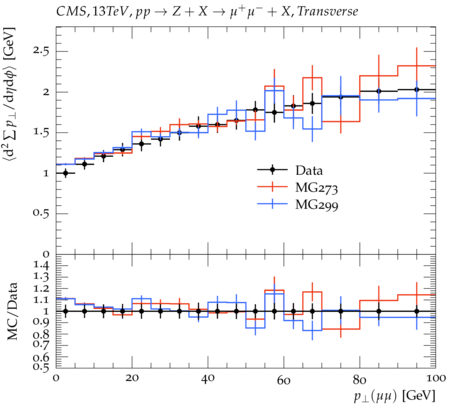 CMS, 13TeV, pp → Z + X → μ⁺μ⁻ + X, Transverse
⟨d² ∑ p⊥ /dηdϕ⟩ [GeV]
2.5
2
1.5
1
0.5
0
Data
MG273
MG299
MC/Data
1.4
1.3
1.2
1.1
1
0.9
0.8
0.7
0.6
0.5
0 20 40 60 80 100
p⊥(μμ) [GeV]